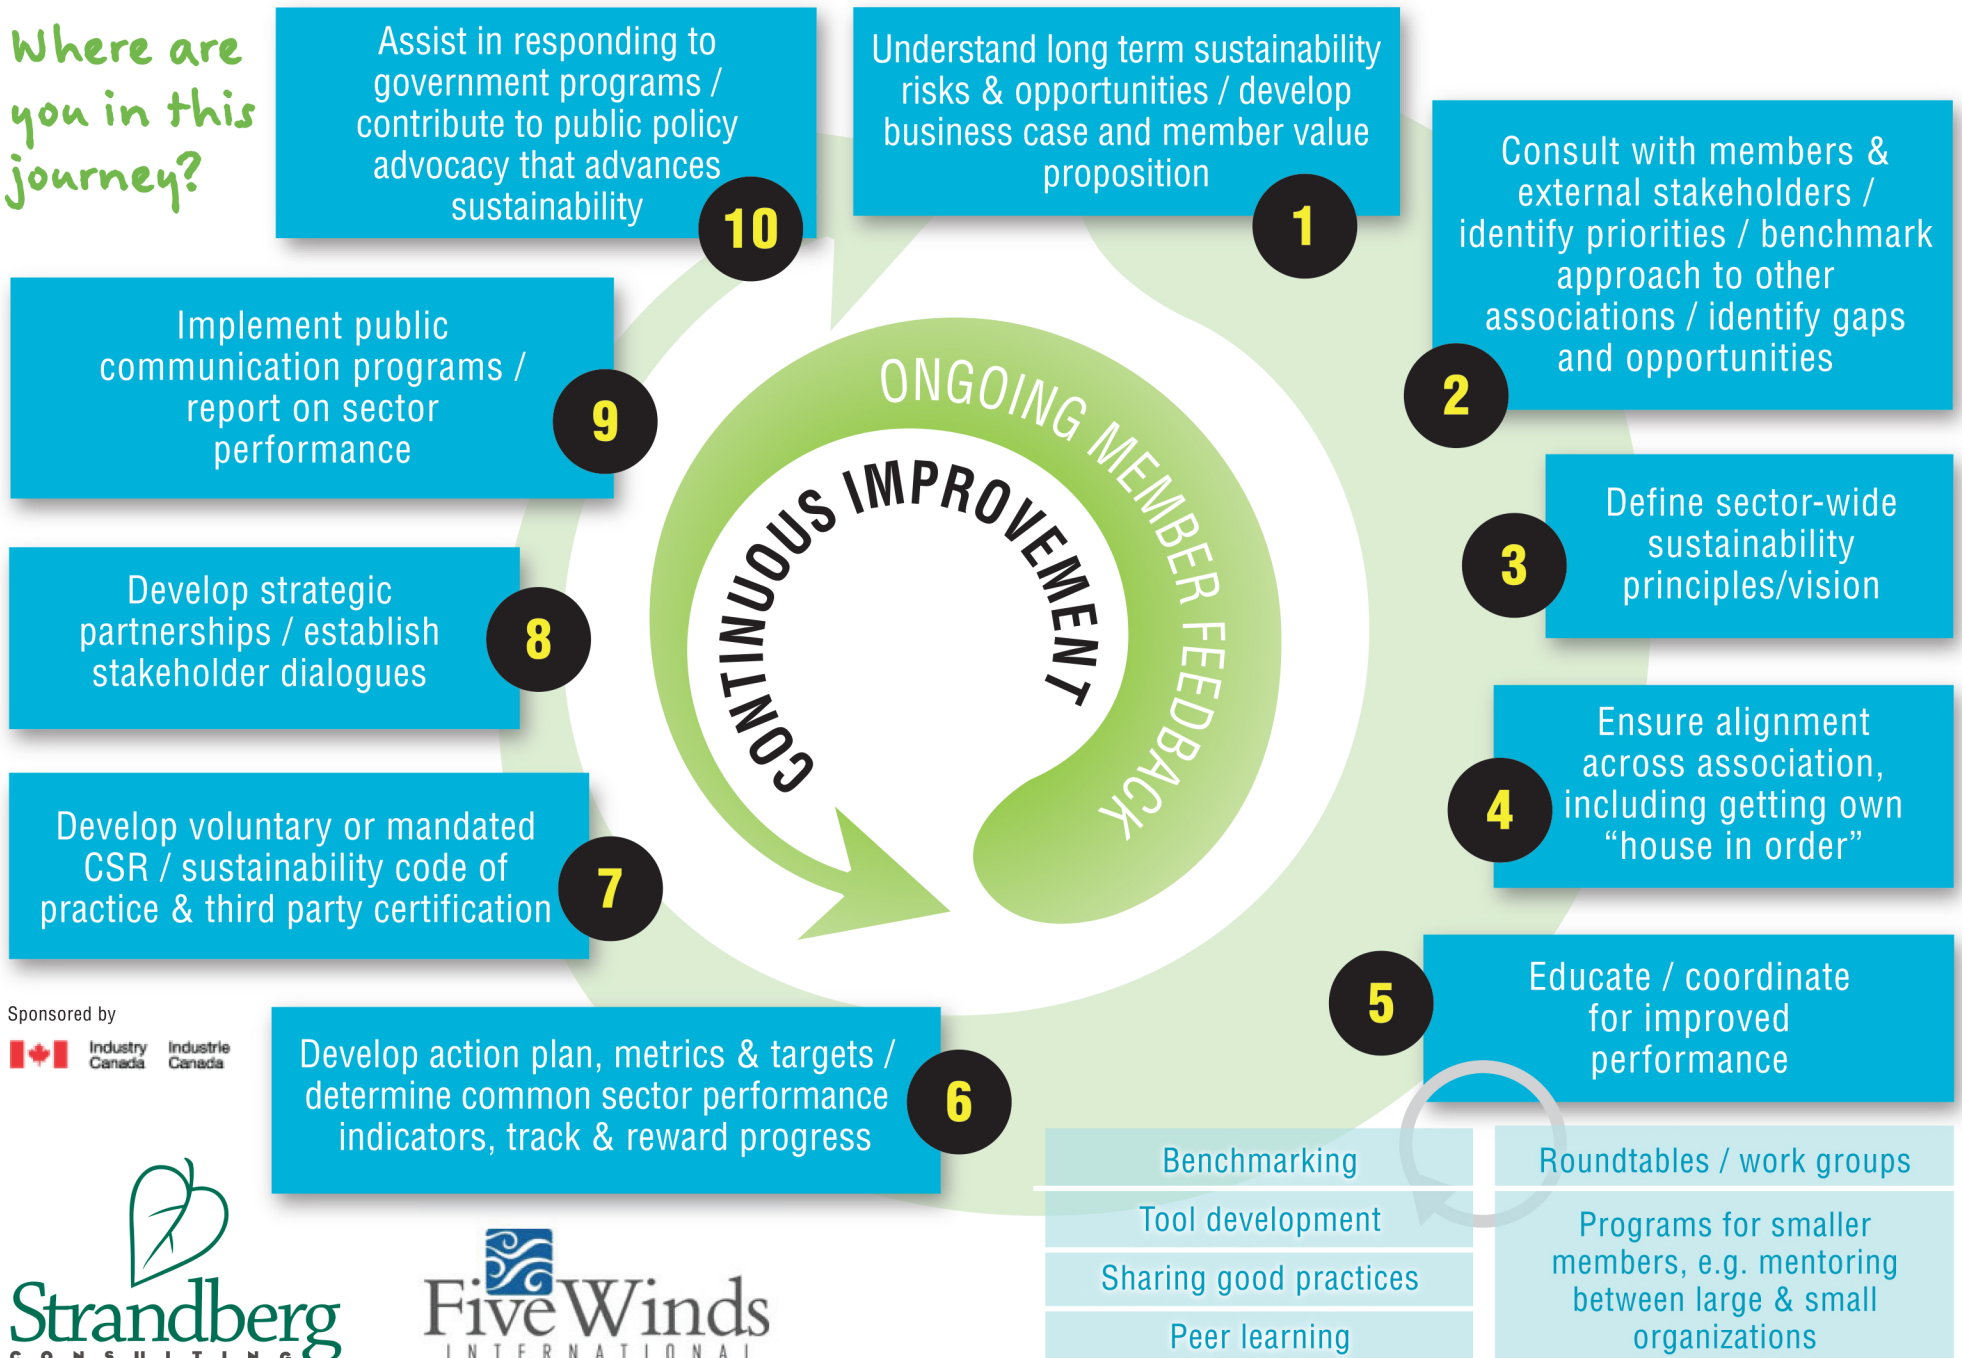 Where are
you in this
journey?
Assist in responding to
government programs /
contribute to public policy
advocacy that advances
sustainability
10
Understand long term sustainability
risks & opportunities / develop
business case and member value
proposition
1
Consult with members &
external stakeholders /
identify priorities / benchmark
approach to other
associations / identify gaps
and opportunities
2
Define sector-wide
sustainability
principles/vision
3
Ensure alignment
across association,
including getting own
“house in order”
4
Educate / coordinate
for improved
performance
5
Benchmarking
Tool development
Sharing good practices
Peer learning
Roundtables / work groups
Programs for smaller
members, e.g. mentoring
between large & small
organizations
Develop action plan, metrics & targets /
determine common sector performance
indicators, track & reward progress
6
Develop voluntary or mandated
CSR / sustainability code of
practice & third party certification
7
Develop strategic
partnerships / establish
stakeholder dialogues
8
Implement public
communication programs /
report on sector
performance
9
ONGOING MEMBER FEEDBACK
CONTINUOUS IMPROVEMENT
Sponsored by
Industry
Canada
Industrie
Canada
Strandberg
CONSULTING
Five Winds
INTERNATIONAL